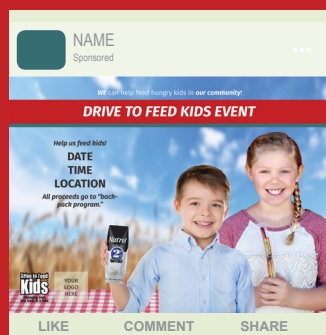 NAME
Sponsored
WE can help feed hungry kids in our community!
DRIVE TO FEED KIDS EVENT
Help us feed kids!
DATE
TIME
LOCATION
All proceeds go to "back-
pack program."
Natrel
2
Drive to Feed
Kids
YOUR
LOGO
HERE
LIKE
COMMENT
SHARE